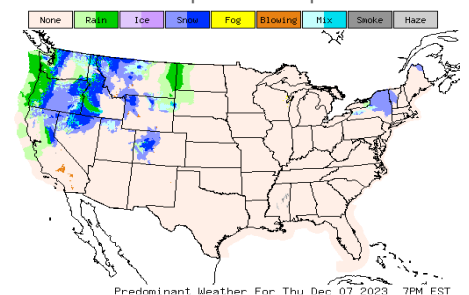 None Rain Ice Snow Fog Blowing Mix Smoke Haze
Predominant Weather For Thu Dec 07 2023 7PM EST